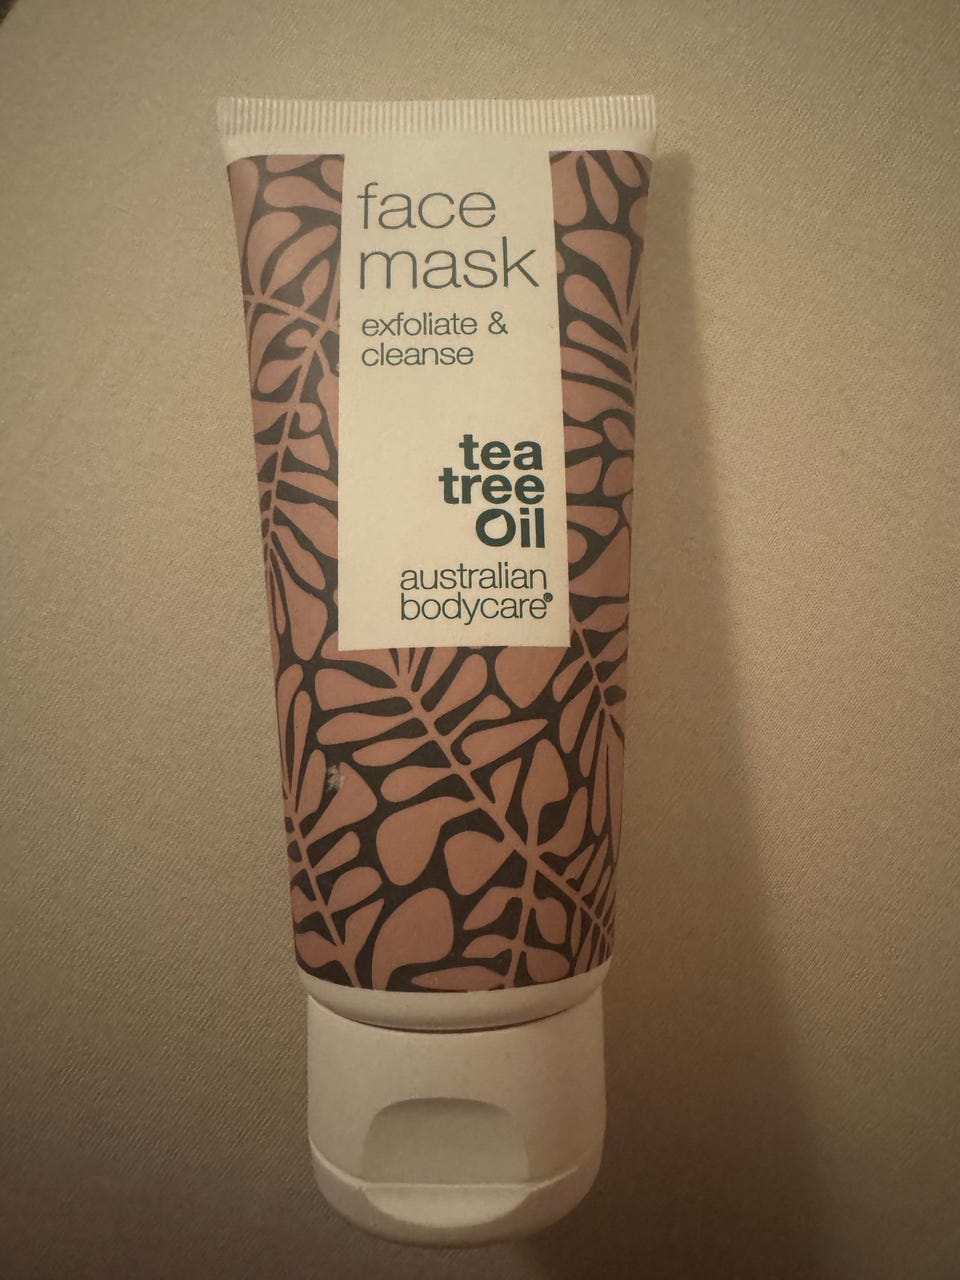 face
mask
exfoliate &
cleanse
tea
tree
Oil
australian
bodycare®